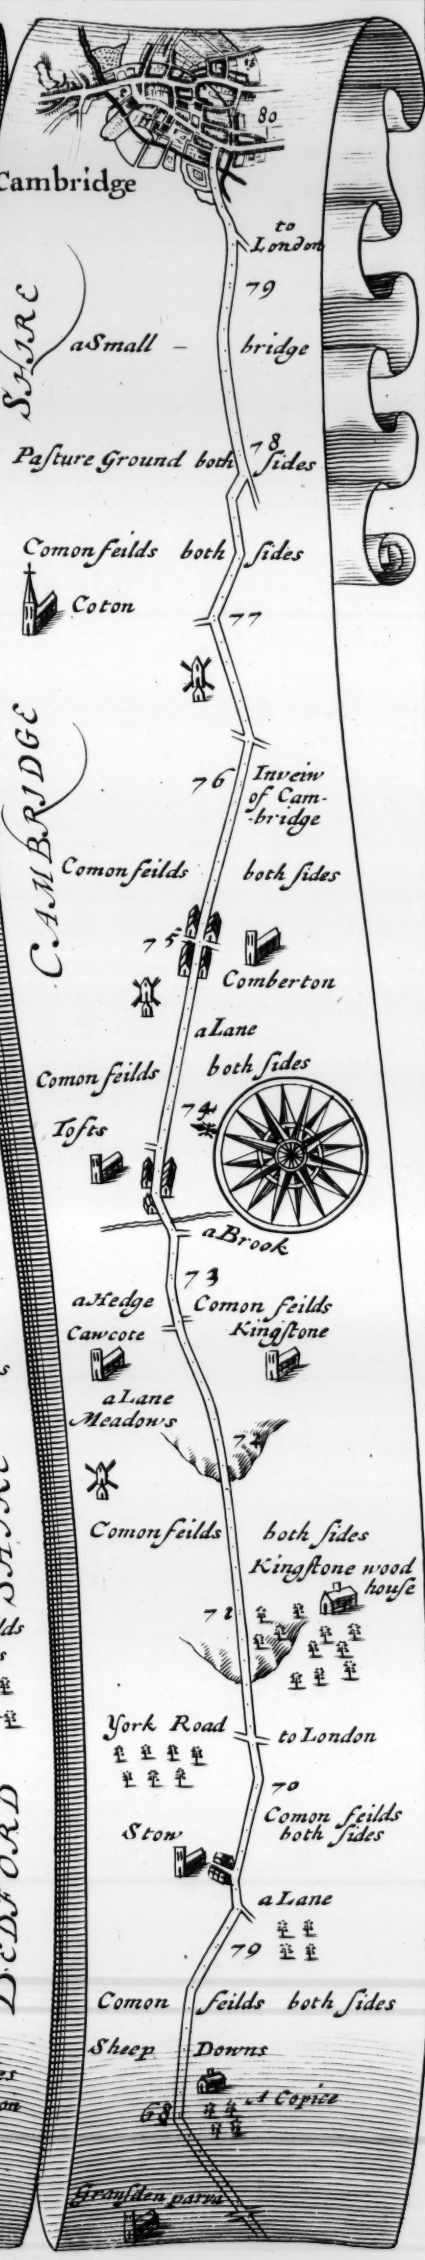 80
Cambridge
to
London
79
SHIRE
a Small bridge
78
Pasture Ground both sides
Comon feilds both sides
Coton
77
CAMBRIDGE
76
Inveiw
of Cam-
-bridge
Comon feilds both sides
75
Comberton
a Lane
Comon feilds both sides
74
Tofts
a Brook
73
a Hedge Comon feilds
Cawcote Kingstone
a Lane
Meadows
72
Comon feilds both sides
Kingstone wood
house
71
York Road to London
70
Comon feilds
both sides
Stow
a Lane
79
Comon feilds both sides
Sheep Downs
A Copice
68
Gransden parva
BEDFORD
SHIRE